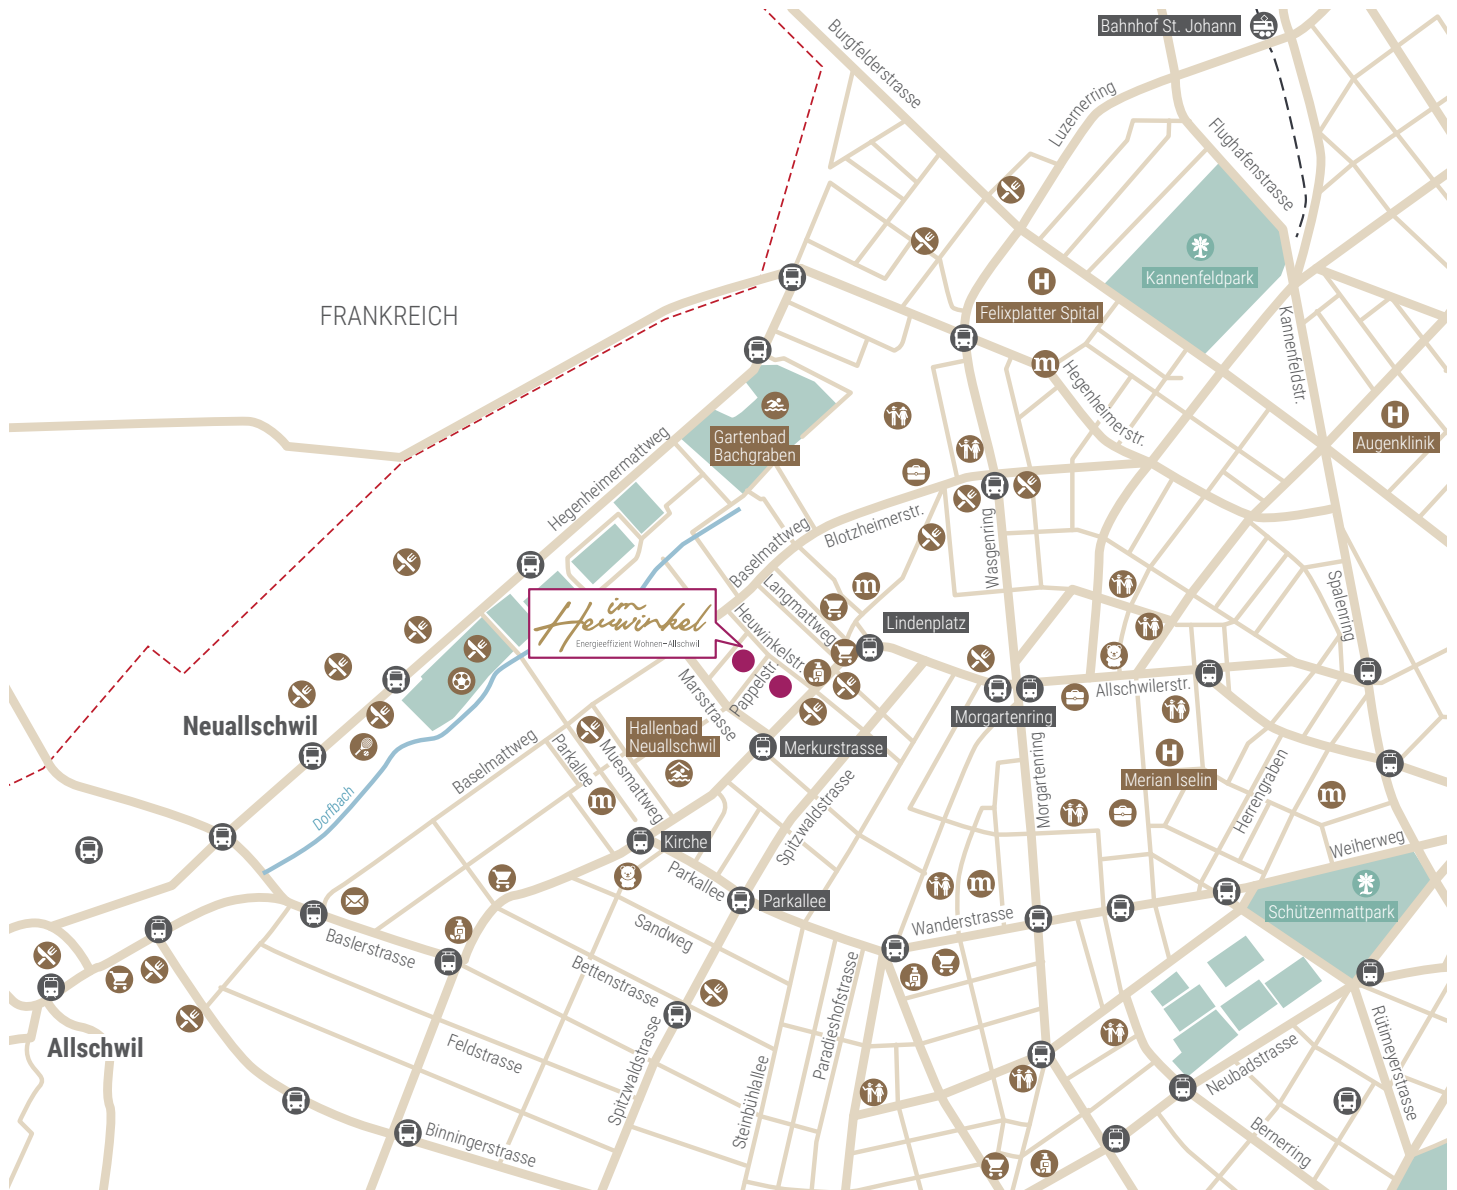 Bahnhof St. Johann
Burgfelderstrasse
Luzernerring
Flughafenstrasse
Kannenfeldpark
H
Felixplatter Spital
FRANKREICH
Kannenfeldstr.
m
Hegenheimerstr.
H
Augenklinik
Gartenbad
Bachgraben
Hegenheimermattweg
Blotzheimerstr.
Wasgenring
Baselmattweg
Langmattweg
m
Heuwinkelstr.
im
Heuwinkel
Energieeffizient Wohnen–Allschwil
Lindenplatz
Spalenring
Pappelstr.
Marsstrasse
Allschwilerstr.
Neuallschwil
Morgartenring
Hallenbad
Neuallschwil
Merkurstrasse
H
Merian Iselin
Baselmattweg
Parkallee
Muesmattweg
m
Morgartenring
Herrengraben
m
Dorfbach
Spitzwaldstrasse
Kirche
Weiherweg
Parkallee
Parkallee
m
Schützenmattpark
Wanderstrasse
Sandweg
Baslerstrasse
Bettenstrasse
Paradieshofstrasse
Allschwil
Feldstrasse
Spitzwaldstrasse
Steinbühlallee
Neubadstrasse
Rütimeyerstrasse
Binningerstrasse
Bernerring